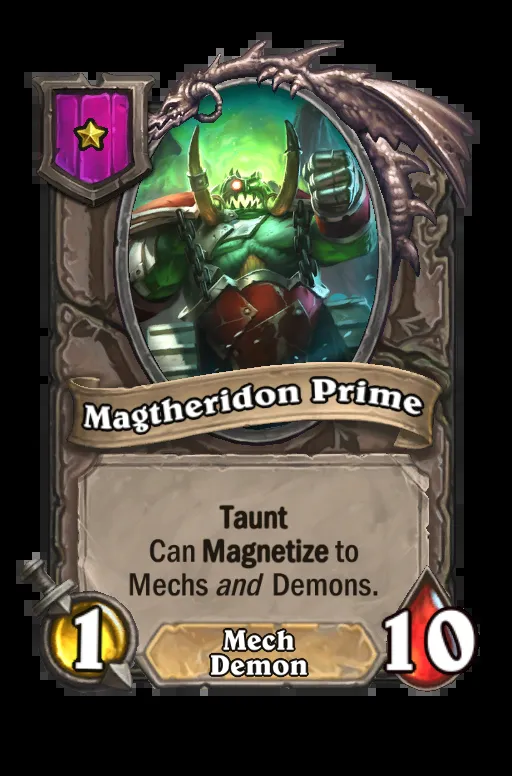 Magtheridon Prime
Taunt
Can Magnetize to
Mechs and Demons.
1
Mech
Demon
10